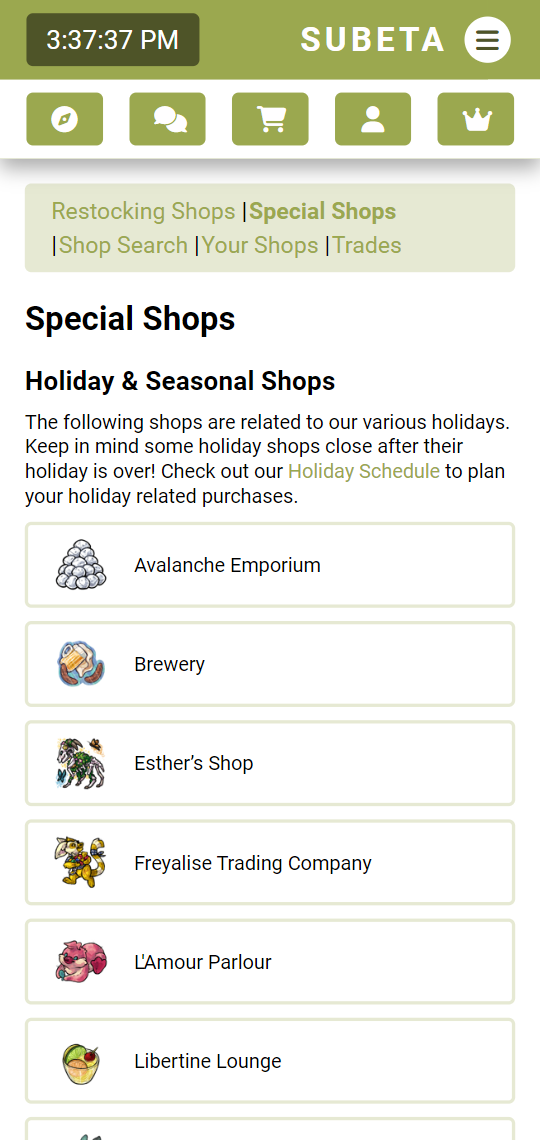 3:37:37 PM
SUBETA
Restocking Shops |Special Shops
|Shop Search |Your Shops |Trades
Special Shops
Holiday & Seasonal Shops
The following shops are related to our various holidays.
Keep in mind some holiday shops close after their
holiday is over! Check out our Holiday Schedule to plan
your holiday related purchases.
Avalanche Emporium
Brewery
Esther’s Shop
Freyalise Trading Company
L'Amour Parlour
Libertine Lounge